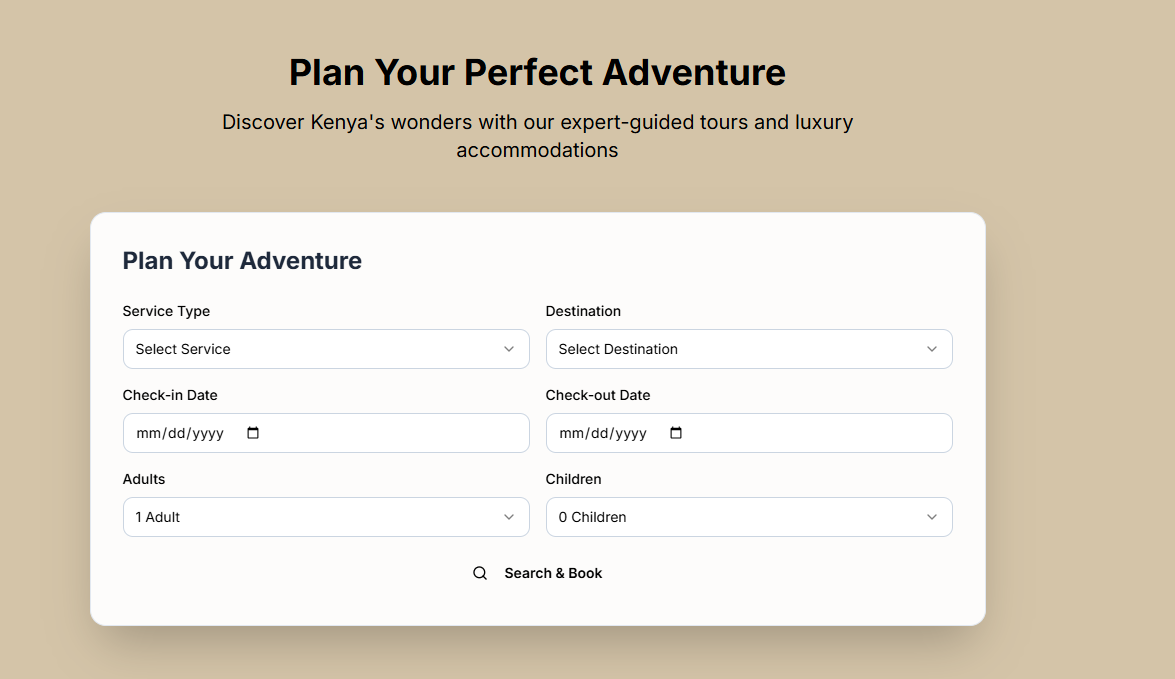 Plan Your Perfect Adventure
Discover Kenya's wonders with our expert-guided tours and luxury
accommodations
Plan Your Adventure
Service Type
Destination
Select Service
Select Destination
Check-in Date
Check-out Date
mm/dd/yyyy
mm/dd/yyyy
Adults
Children
1 Adult
0 Children
Search & Book